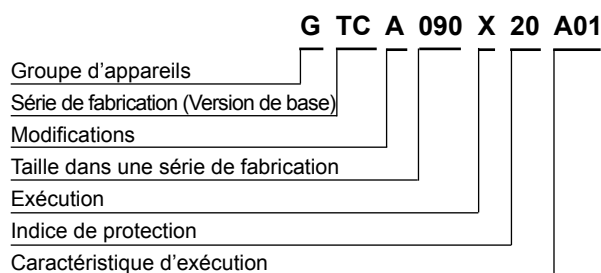 G TC A 090 X 20 A01
Groupe d’appareils
Série de fabrication (Version de base)
Modifications
Taille dans une série de fabrication
Exécution
Indice de protection
Caractéristique d’exécution